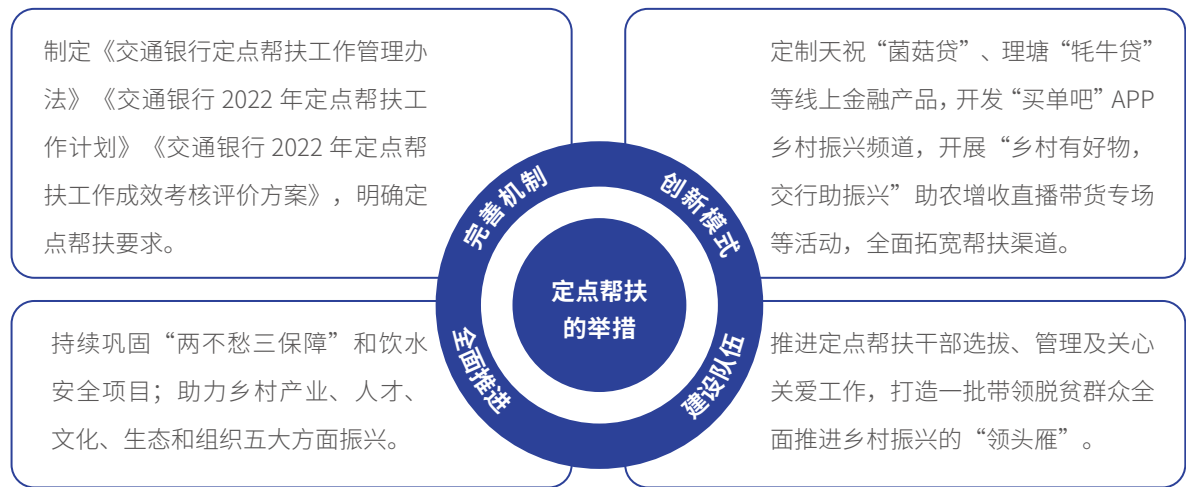 制定《交通银行定点帮扶工作管理办
法》《交通银行 2022 年定点帮扶工
作计划》《交通银行 2022 年定点帮
扶工作成效考核评价方案》，明确定
点帮扶要求。
定制天祝“菌菇贷”、理塘“牦牛贷”
等线上金融产品，开发“买单吧”APP
乡村振兴频道，开展“乡村有好物，
交行助振兴”助农增收直播带货专场
等活动，全面拓宽帮扶渠道。
完善机制
创新模式
定点帮扶
的举措
全面推进
建设队伍
持续巩固“两不愁三保障”和饮水
安全项目；助力乡村产业、人才、
文化、生态和组织五大方面振兴。
推进定点帮扶干部选拔、管理及关心
关爱工作，打造一批带领脱贫群众全
面推进乡村振兴的“领头雁”。